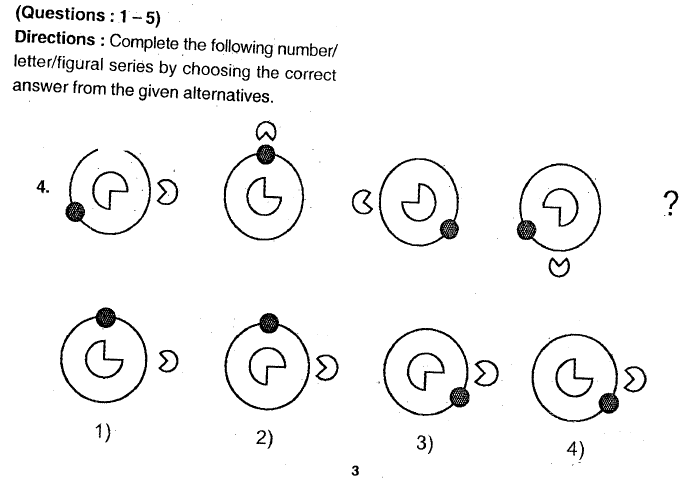 (Questions : 1 – 5)
Directions : Complete the following number/
letter/figural series by choosing the correct
answer from the given alternatives.
4.
?
1)
2)
3)
4)
3